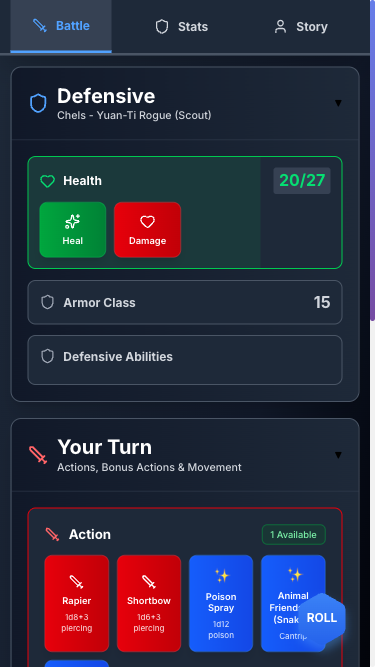 Battle
Stats
Story
Defensive
Chels - Yuan-Ti Rogue (Scout)
Health
20/27
Heal
Damage
Armor Class
15
Defensive Abilities
Your Turn
Actions, Bonus Actions & Movement
Action
1 Available
Rapier
1d8+3
piercing
Shortbow
1d6+3
piercing
Poison
Spray
1d12
poison
Animal
(Snak
Cantrip
ROLL